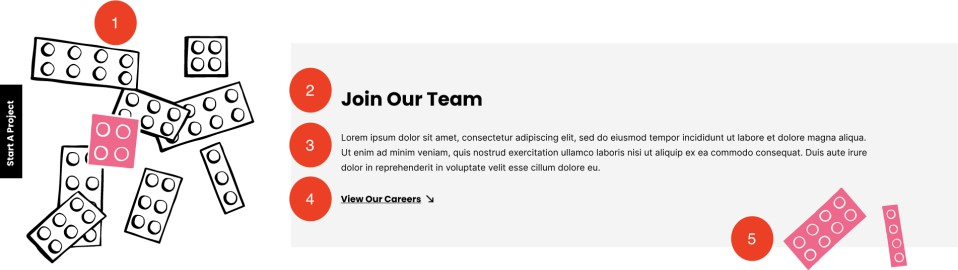 1
Start A Project
2
Join Our Team
3
Lorem ipsum dolor sit amet, consectetur adipiscing elit, sed do eiusmod tempor incididunt ut labore et dolore magna aliqua.
Ut enim ad minim veniam, quis nostrud exercitation ullamco laboris nisi ut aliquip ex ea commodo consequat. Duis aute irure
dolor in reprehenderit in voluptate velit esse cillum dolore eu.
4
View Our Careers ↘
5